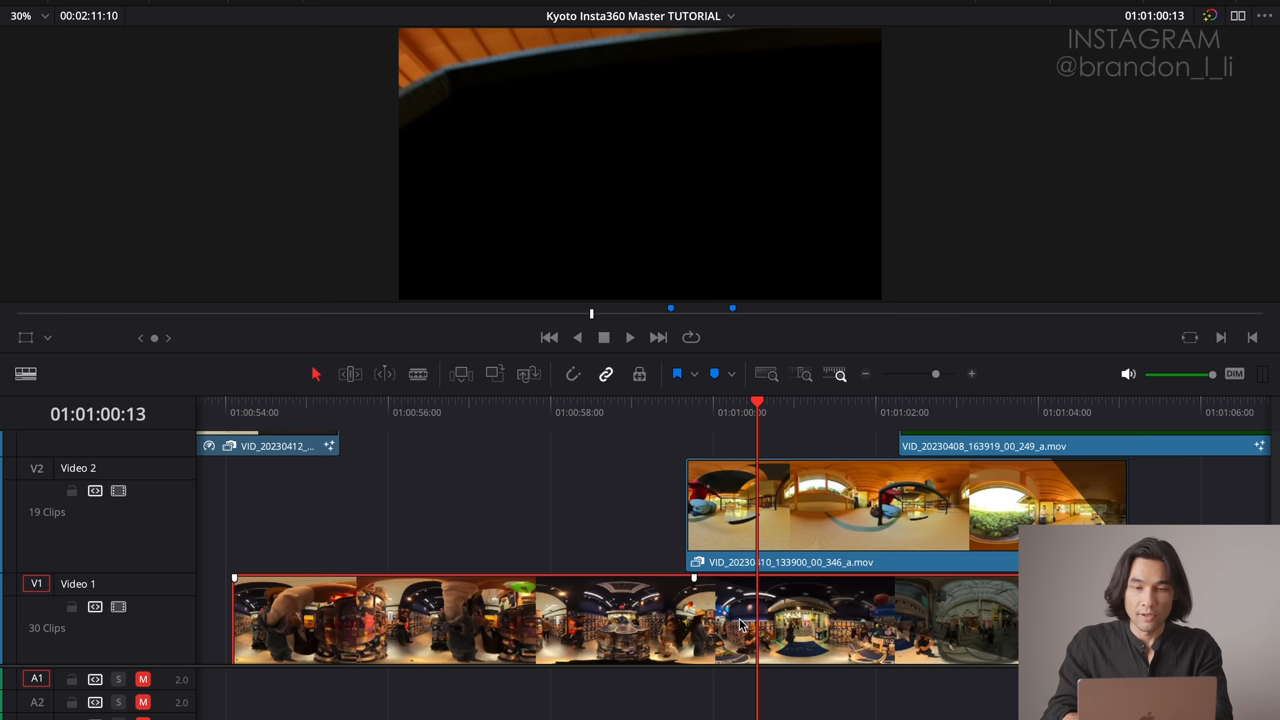 30%
00:02:11:10
Kyoto Insta360 Master TUTORIAL
01:01:00:13
INSTAGRAM
@brandon_l_li
DIM
01:01:00:13
01:00:54:00
01:00:56:00
01:00:58:00
01:01:00:00
01:01:02:00
01:01:04:00
01:01:06:00
VID_20230412_...
VID_20230408_163919_00_249_a.mov
V2
Video 2
19 Clips
VID_20230410_133900_00_346_a.mov
V1
Video 1
30 Clips
A1
S
M
2.0
A2
S
M
2.0